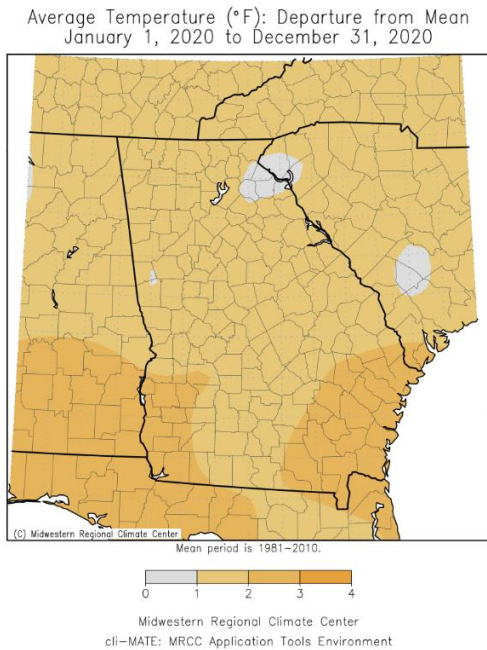 Average Temperature (°F): Departure from Mean
January 1, 2020 to December 31, 2020
(C) Midwestern Regional Climate Center
Mean period is 1981–2010.
0 1 2 3 4
Midwestern Regional Climate Center
cli–MATE: MRCC Application Tools Environment